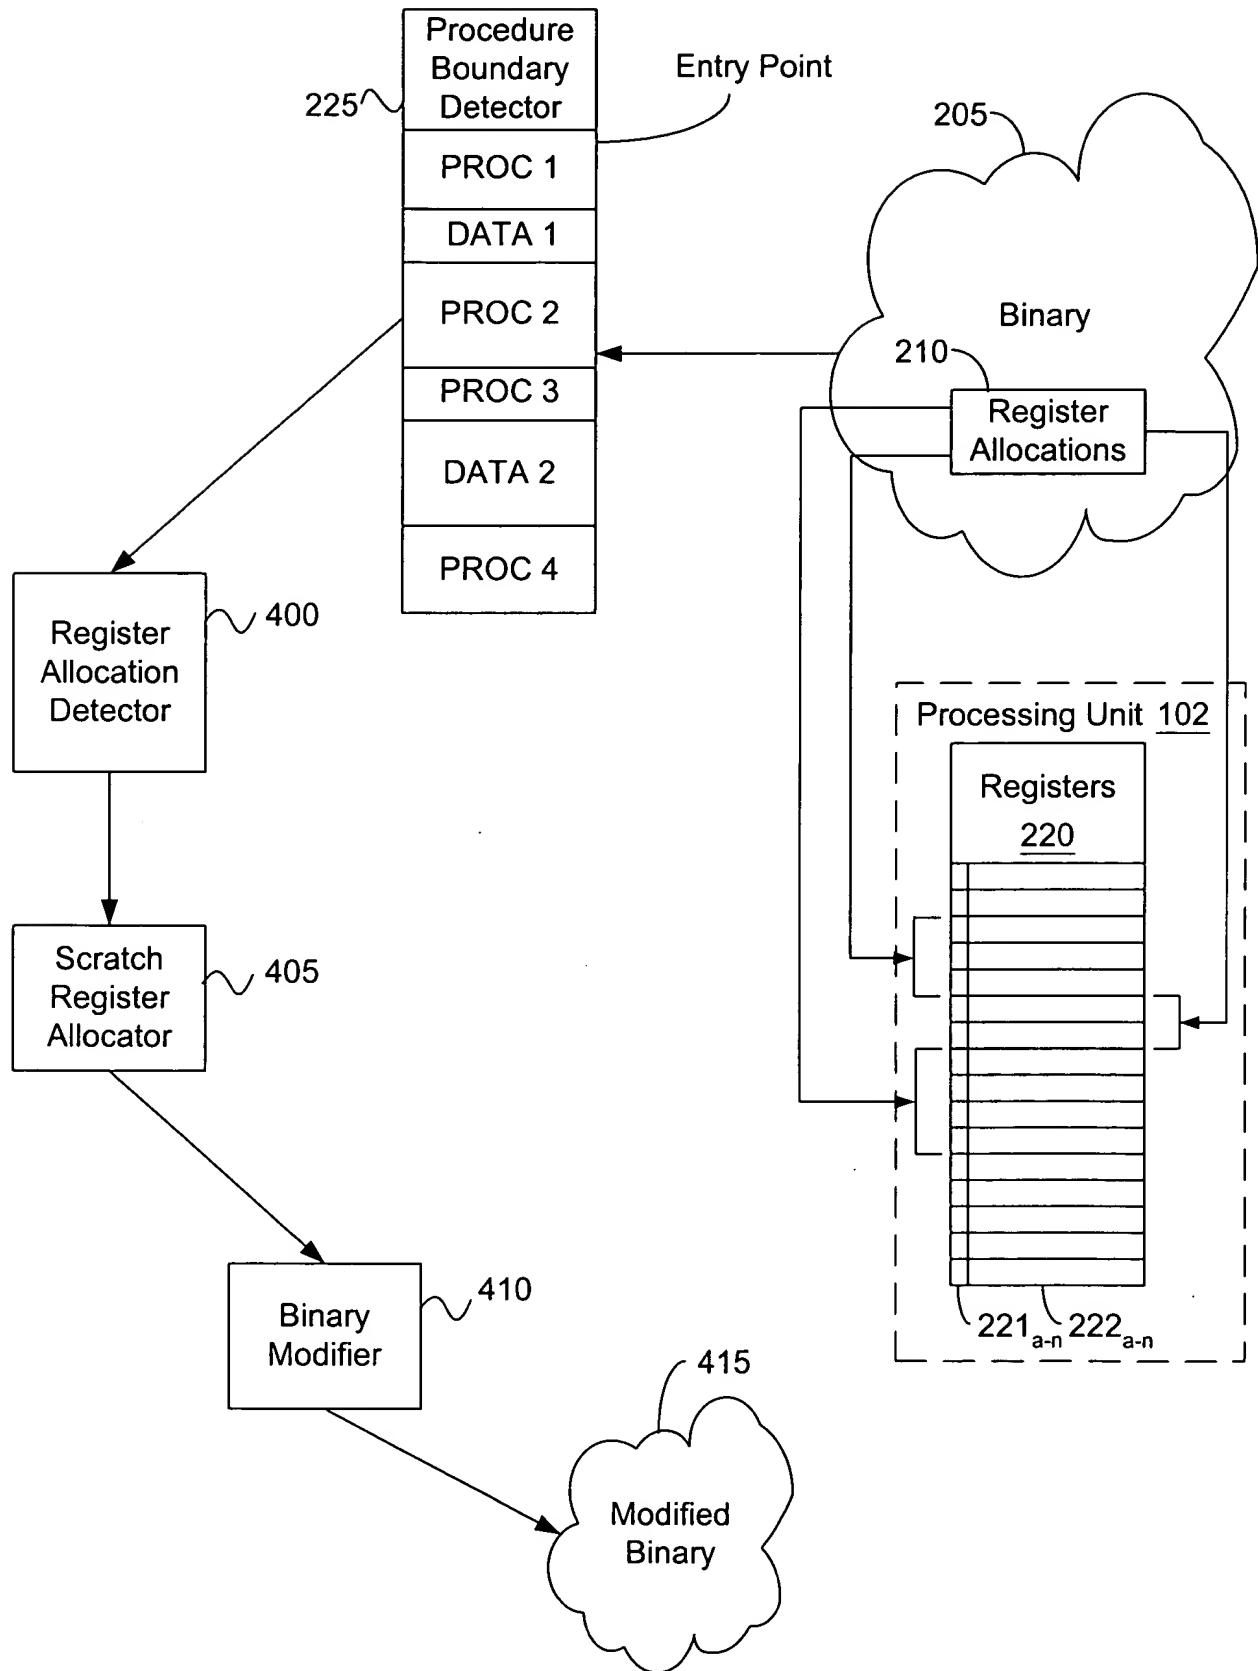 Procedure
Boundary
Detector
225
Entry Point
PROC 1
DATA 1
PROC 2
PROC 3
DATA 2
PROC 4
205
Binary
210
Register
Allocations
400
Register
Allocation
Detector
Processing Unit 102
Registers
220
221a-n 222a-n
Scratch
Register
Allocator
405
Binary
Modifier
410
415
Modified
Binary